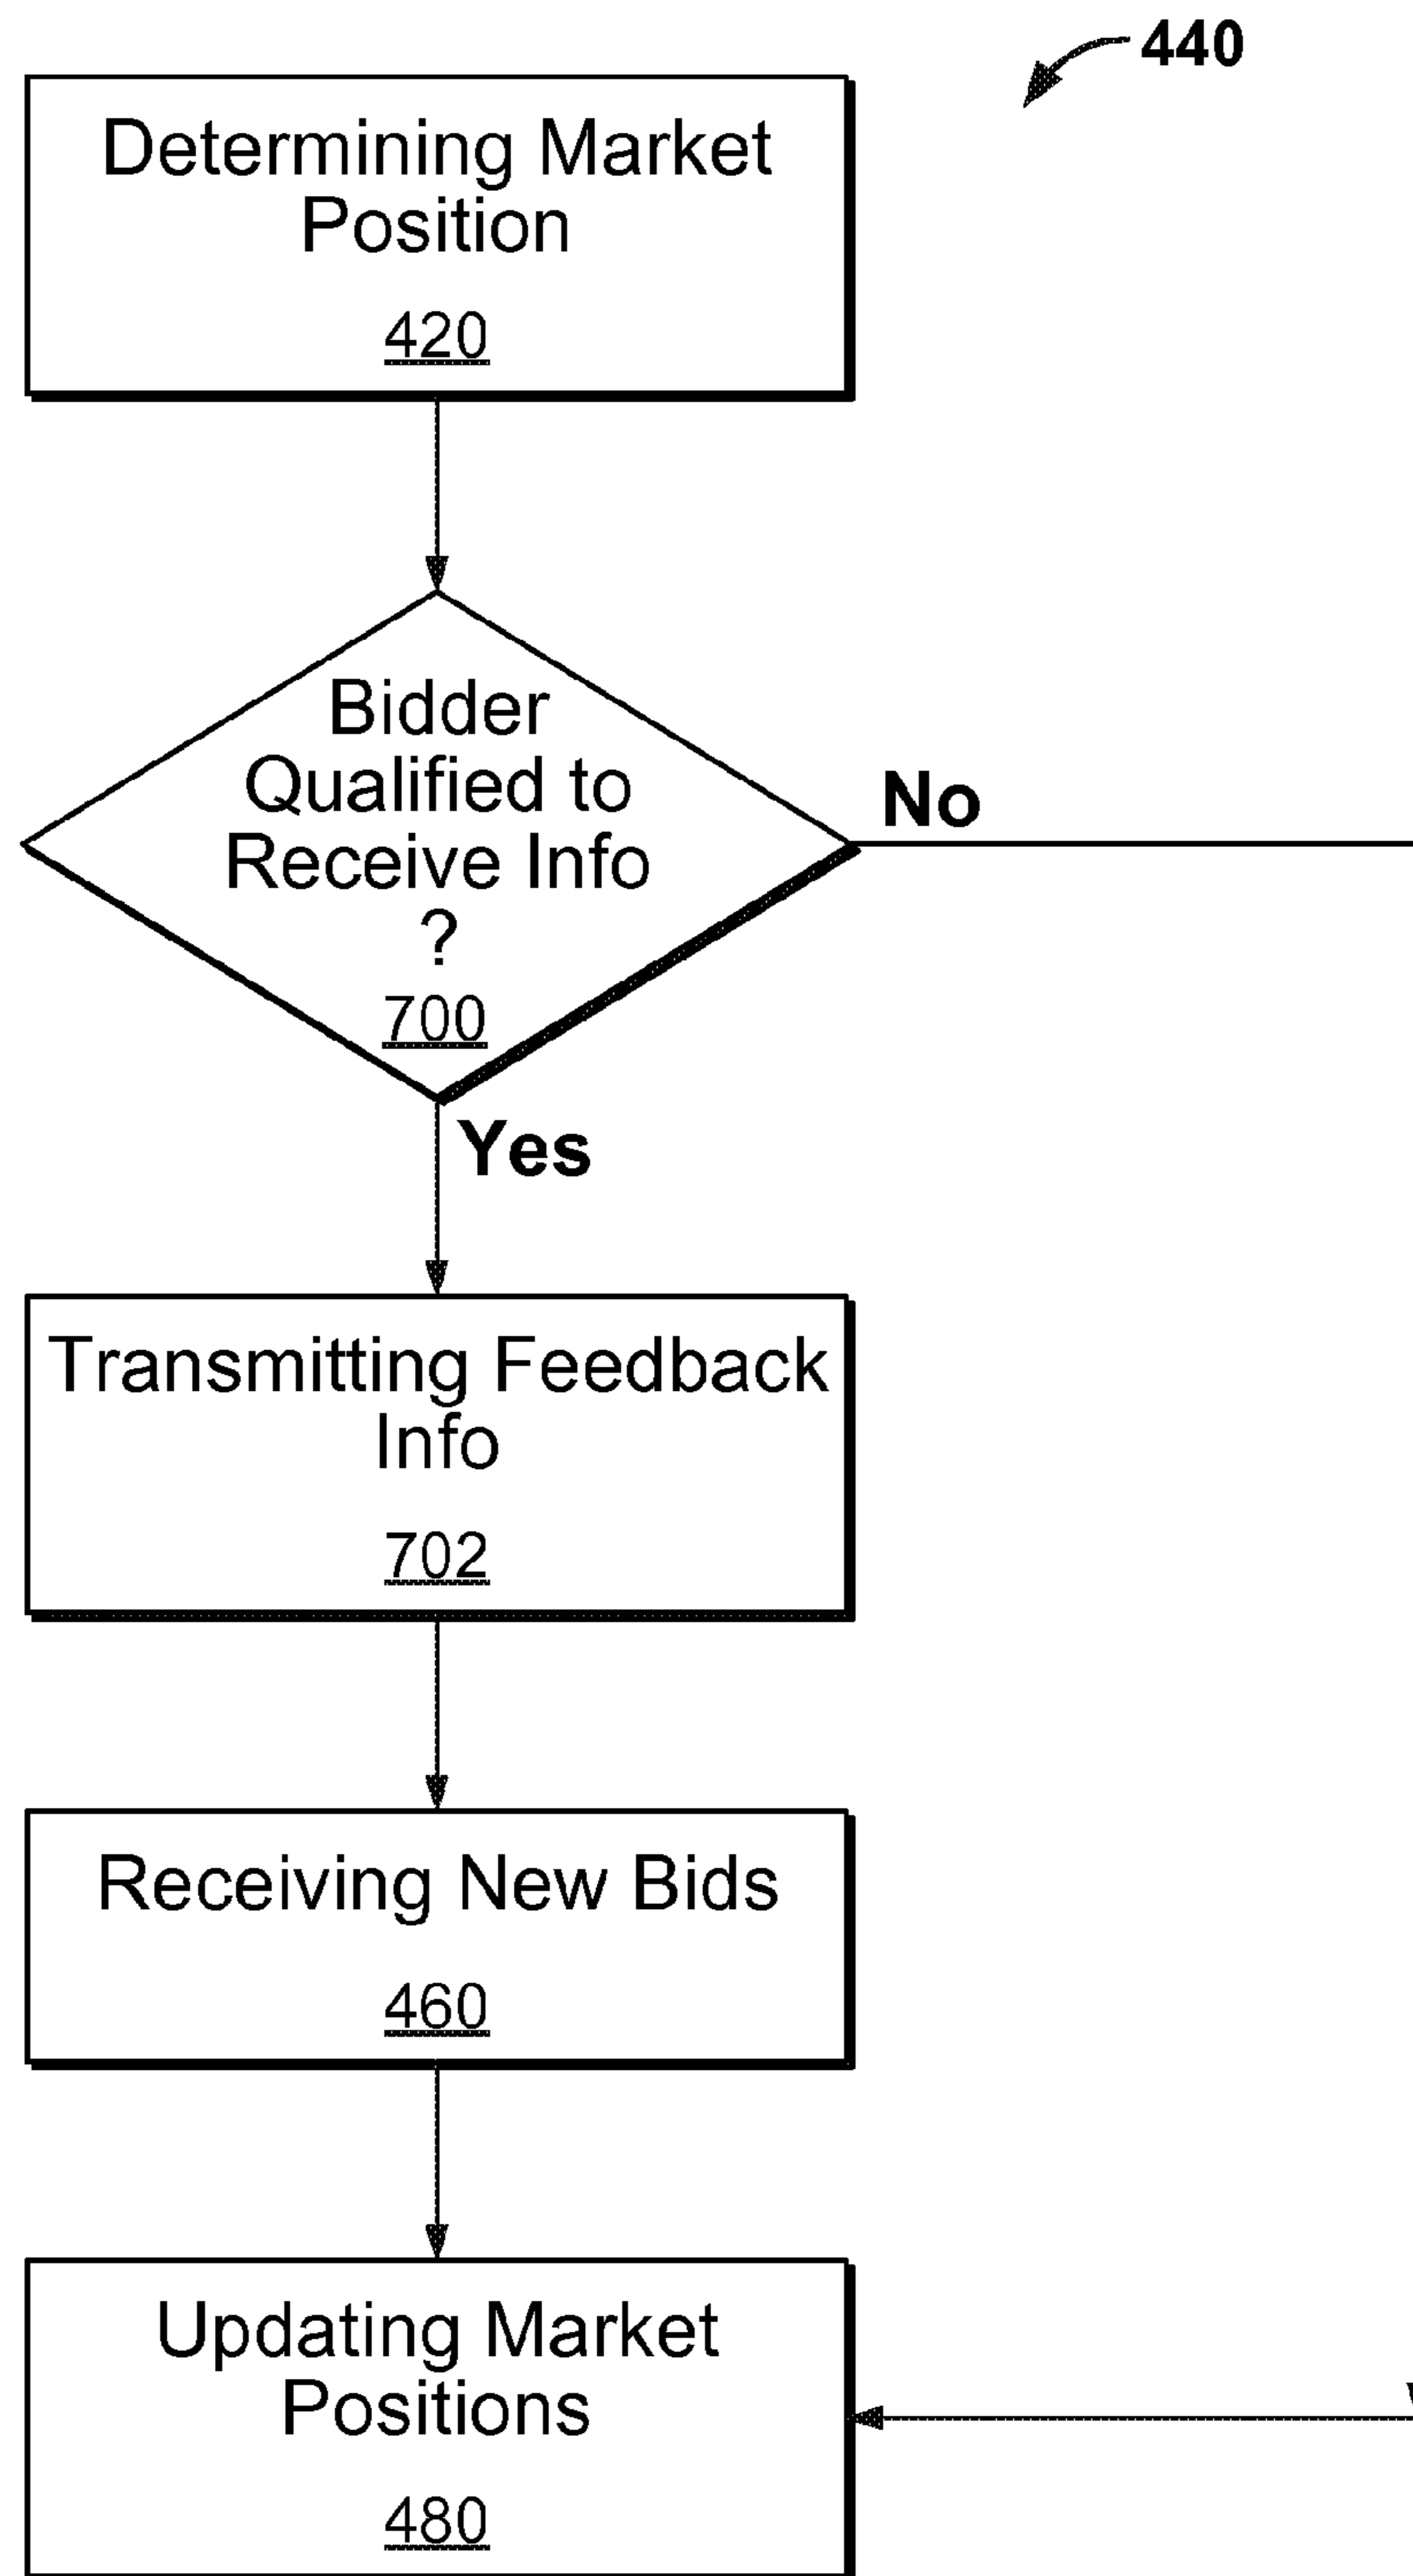 440
Determining Market
Position
420
Bidder
Qualified to
Receive Info
?
700
No
Yes
Transmitting Feedback
Info
702
Receiving New Bids
460
Updating Market
Positions
480